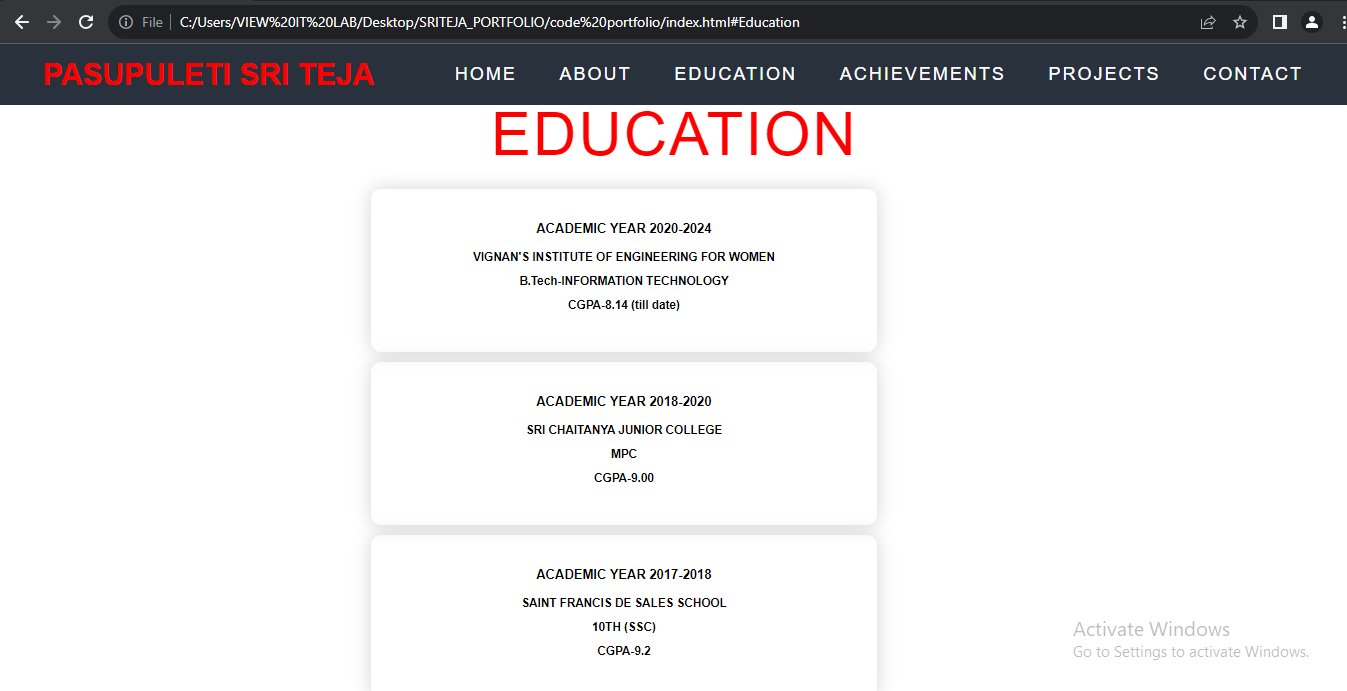 File C:/Users/VIEW%20IT%20LAB/Desktop/SRITEJA_PORTFOLIO/code%20portfolio/index.html#Education
PASUPULETI SRI TEJA HOME ABOUT EDUCATION ACHIEVEMENTS PROJECTS CONTACT
EDUCATION
ACADEMIC YEAR 2020-2024
VIGNAN'S INSTITUTE OF ENGINEERING FOR WOMEN
B.Tech-INFORMATION TECHNOLOGY
CGPA-8.14 (till date)
ACADEMIC YEAR 2018-2020
SRI CHAITANYA JUNIOR COLLEGE
MPC
CGPA-9.00
ACADEMIC YEAR 2017-2018
SAINT FRANCIS DE SALES SCHOOL
10TH (SSC)
CGPA-9.2
Activate Windows
Go to Settings to activate Windows.